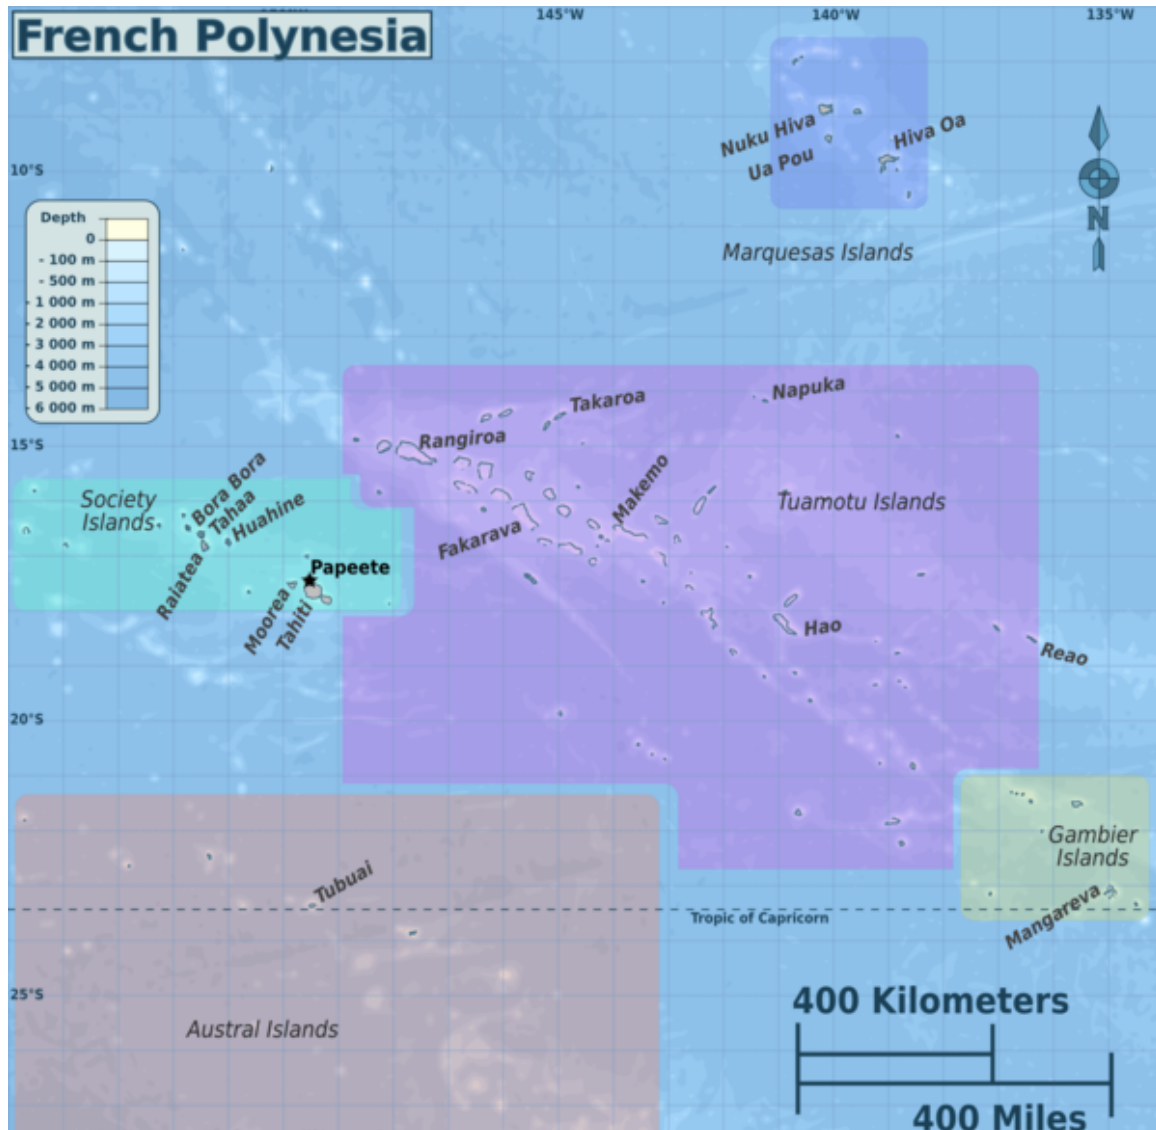 French Polynesia
145°W
140°W
135°W
Nuku Hiva
Hiva Oa
Ua Pou
10°S
N
Depth
0
- 100 m
- 500 m
- 1 000 m
- 2 000 m
- 3 000 m
- 4 000 m
- 5 000 m
- 6 000 m
Marquesas Islands
Takaroa
Napuka
Rangiroa
15°S
Bora Bora
Tahaa
Huahine
Society
Islands
Makemo
Tuamotu Islands
Fakarava
Raiatea
Papeete
Moorea
Tahiti
Hao
Reao
20°S
Gambier
Islands
Tubuai
Mangareva
Tropic of Capricorn
25°S
Austral Islands
400 Kilometers
400 Miles